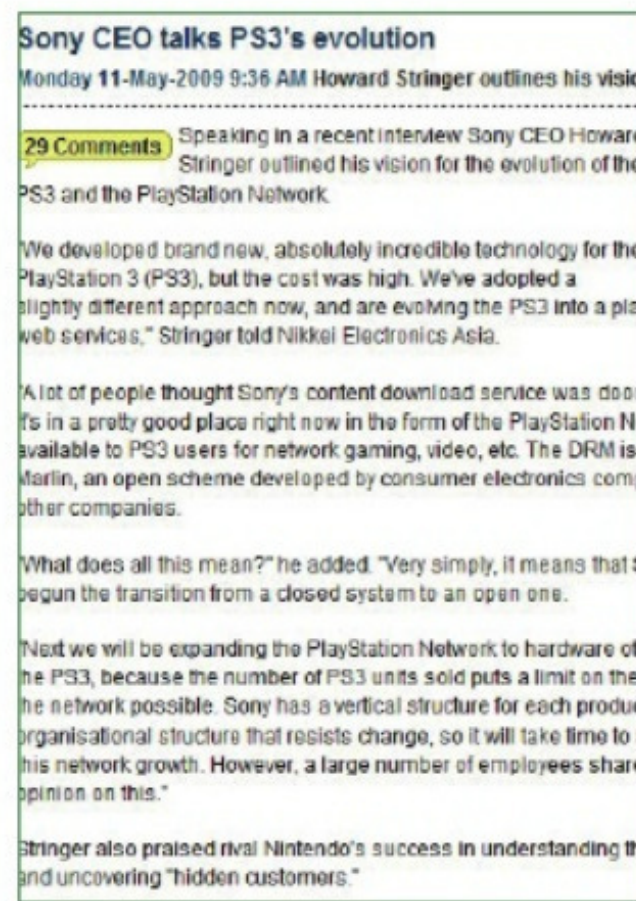 Sony CEO talks PS3's evolution
Monday 11-May-2009 9:36 AM Howard Stringer outlines his visi
29 Comments Speaking in a recent interview Sony CEO Howar
Stringer outlined his vision for the evolution of the
PS3 and the PlayStation Network
"We developed brand new, absolutely incredible technology for the
PlayStation 3 (PS3), but the cost was high. We've adopted a
slightly different approach now, and are evolving the PS3 into a pla
web services," Stringer told Nikkei Electronics Asia.
"A lot of people thought Sony's content download service was doo
it's in a pretty good place right now in the form of the PlayStation N
available to PS3 users for network gaming, video, etc. The DRM is
Marlin, an open scheme developed by consumer electronics com
other companies.
"What does all this mean?" he added. "Very simply, it means that S
begun the transition from a closed system to an open one.
"Next we will be expanding the PlayStation Network to hardware ot
the PS3, because the number of PS3 units sold puts a limit on the
the network possible. Sony has a vertical structure for each produ
organisational structure that resists change, so it will take time to
this network growth. However, a large number of employees share
opinion on this."
Stringer also praised rival Nintendo's success in understanding th
and uncovering "hidden customers."